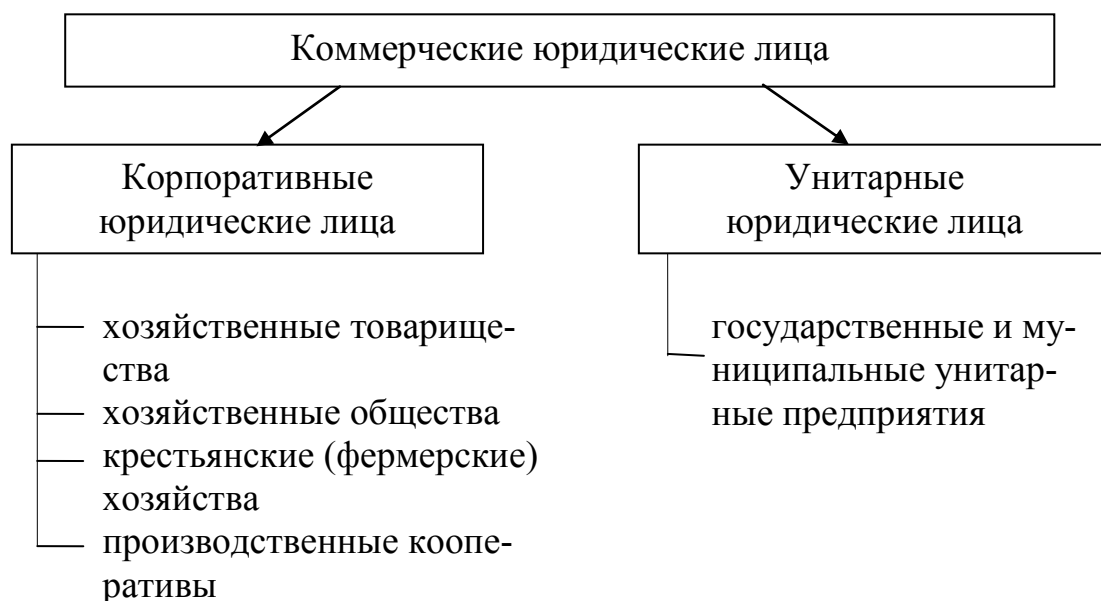 Коммерческие юридические лица
Корпоративные
юридические лица
хозяйственные товарище-
ства
хозяйственные общества
крестьянские (фермерские)
хозяйства
производственные коопе-
ративы
Унитарные
юридические лица
государственные и му-
ниципальные унитар-
ные предприятия